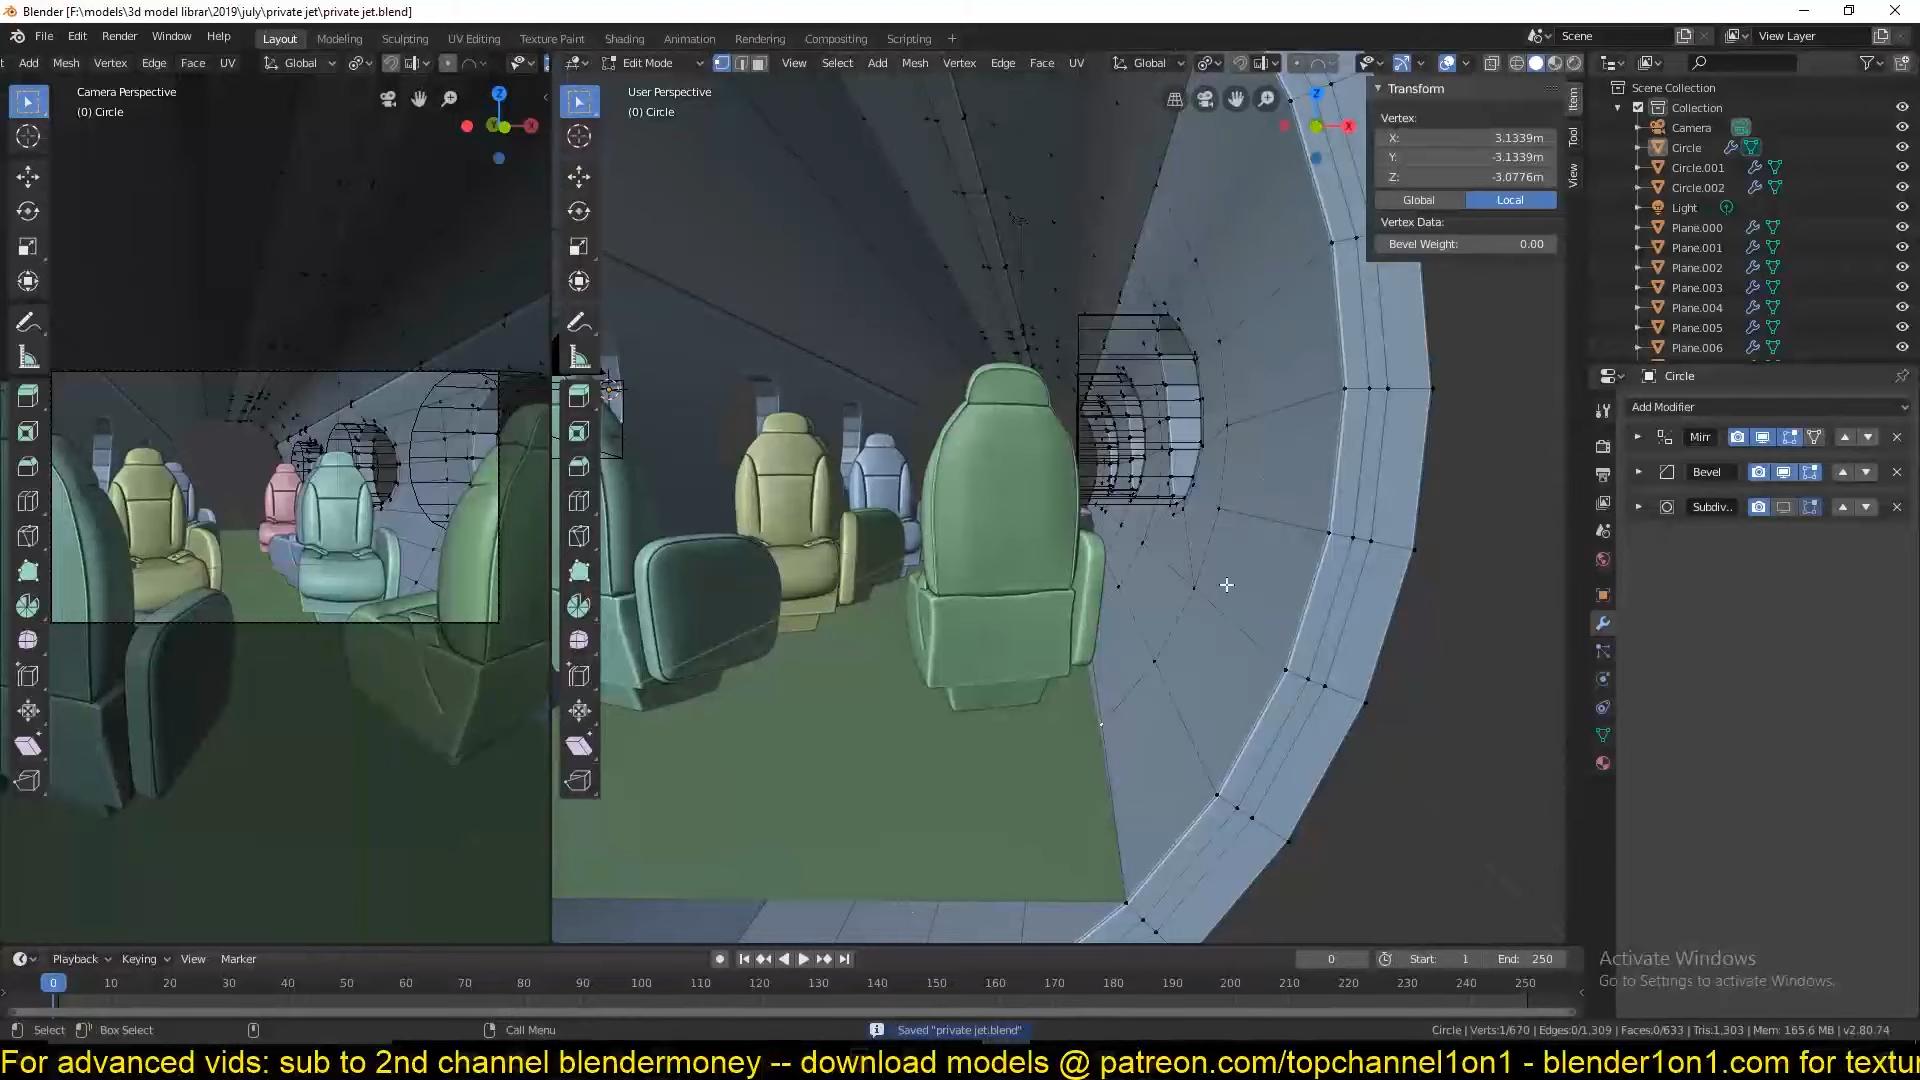 Blender [F:\models\3d model librar\2019\july\private jet\private jet.blend]
File Edit Render Window Help Layout Modeling Sculpting UV Editing Texture Paint Shading Animation Rendering Compositing Scripting + Scene View Layer
Add Mesh Vertex Edge Face UV Global Edit Mode View Select Add Mesh Vertex Edge Face UV Global
Camera Perspective
(0) Circle
User Perspective
(0) Circle
Transform
Vertex:
X: 3.1339m
Y: -3.1339m
Z: -3.0776m
Global Local
Vertex Data:
Bevel Weight: 0.00
Item
Tool
View
Scene Collection
Collection
Camera
Circle
Circle.001
Circle.002
Light
Plane.000
Plane.001
Plane.002
Plane.003
Plane.004
Plane.005
Plane.006
Circle
Add Modifier
Mirr
Bevel
Subdiv..
Activate Windows
Go to Settings to activate Windows.
Playback Keying View Marker 0 Start: 1 End: 250
0 10 20 30 40 50 60 70 80 90 100 110 120 130 140 150 160 170 180 190 200 210 220 230 240 250
Select Box Select Call Menu Saved "private jet.blend" Circle | Verts:1/670 | Edges:0/1,309 | Faces:0/633 | Tris:1,303 | Mem: 165.6 MB | v2.80.74
For advanced vids: sub to 2nd channel blendermoney -- download models @ patreon.com/topchannel1on1 - blender1on1.com for textur